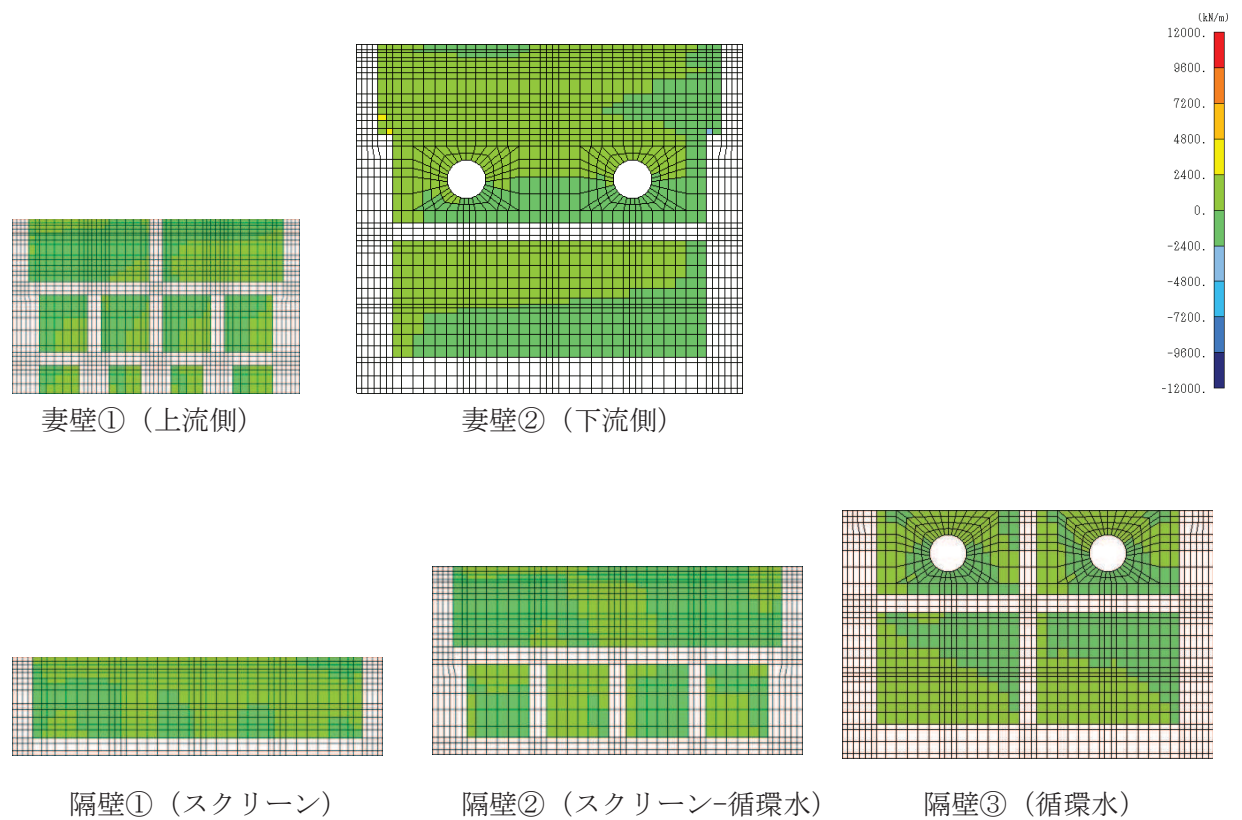 (kN/m)
12000.
9600.
7200.
4800.
2400.
0.
-2400.
-4800.
-7200.
-9600.
-12000.
妻壁①（上流側）
妻壁②（下流側）
隔壁①（スクリーン）
隔壁②（スクリーン-循環水）
隔壁③（循環水）